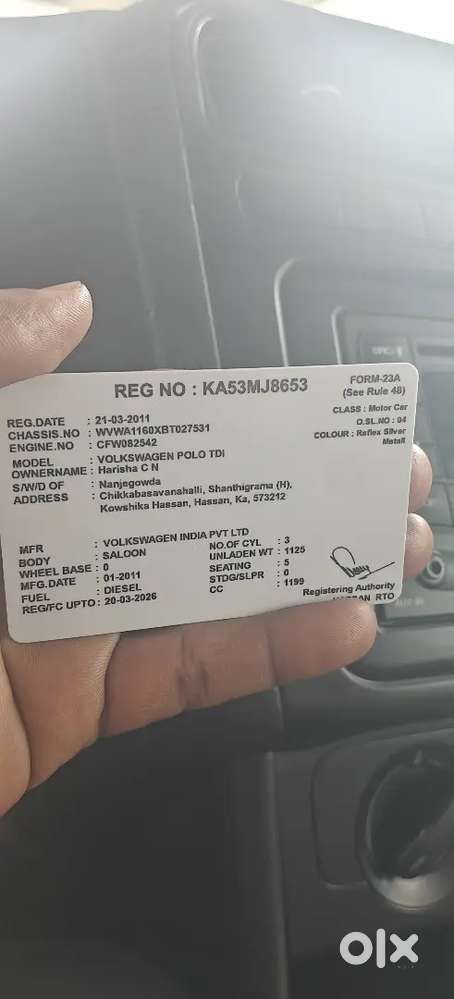 REG NO : KA53MJ8653
FORM-23A
(See Rule 48)
REG.DATE : 21-03-2011
CLASS : Motor Car
CHASSIS.NO : WVWA1160XBT027531
O.SL.NO : 04
ENGINE.NO : CFW082542
COLOUR : Reflex Silver
Metall
MODEL : VOLKSWAGEN POLO TDI
OWNERNAME : Harisha C N
S/W/D OF : Nanjegowda
ADDRESS : Chikkabasavanahalli, Shanthigrama (H),
Kowshika Hassan, Hassan, Ka, 573212
MFR : VOLKSWAGEN INDIA PVT LTD
BODY : SALOON
NO.OF CYL : 3
WHEEL BASE : 0
UNLADEN WT : 1125
MFG.DATE : 01-2011
SEATING : 5
FUEL : DIESEL
STDG/SLPR : 0
REG/FC UPTO : 20-03-2026
CC : 1199
Registering Authority
RTO
olx